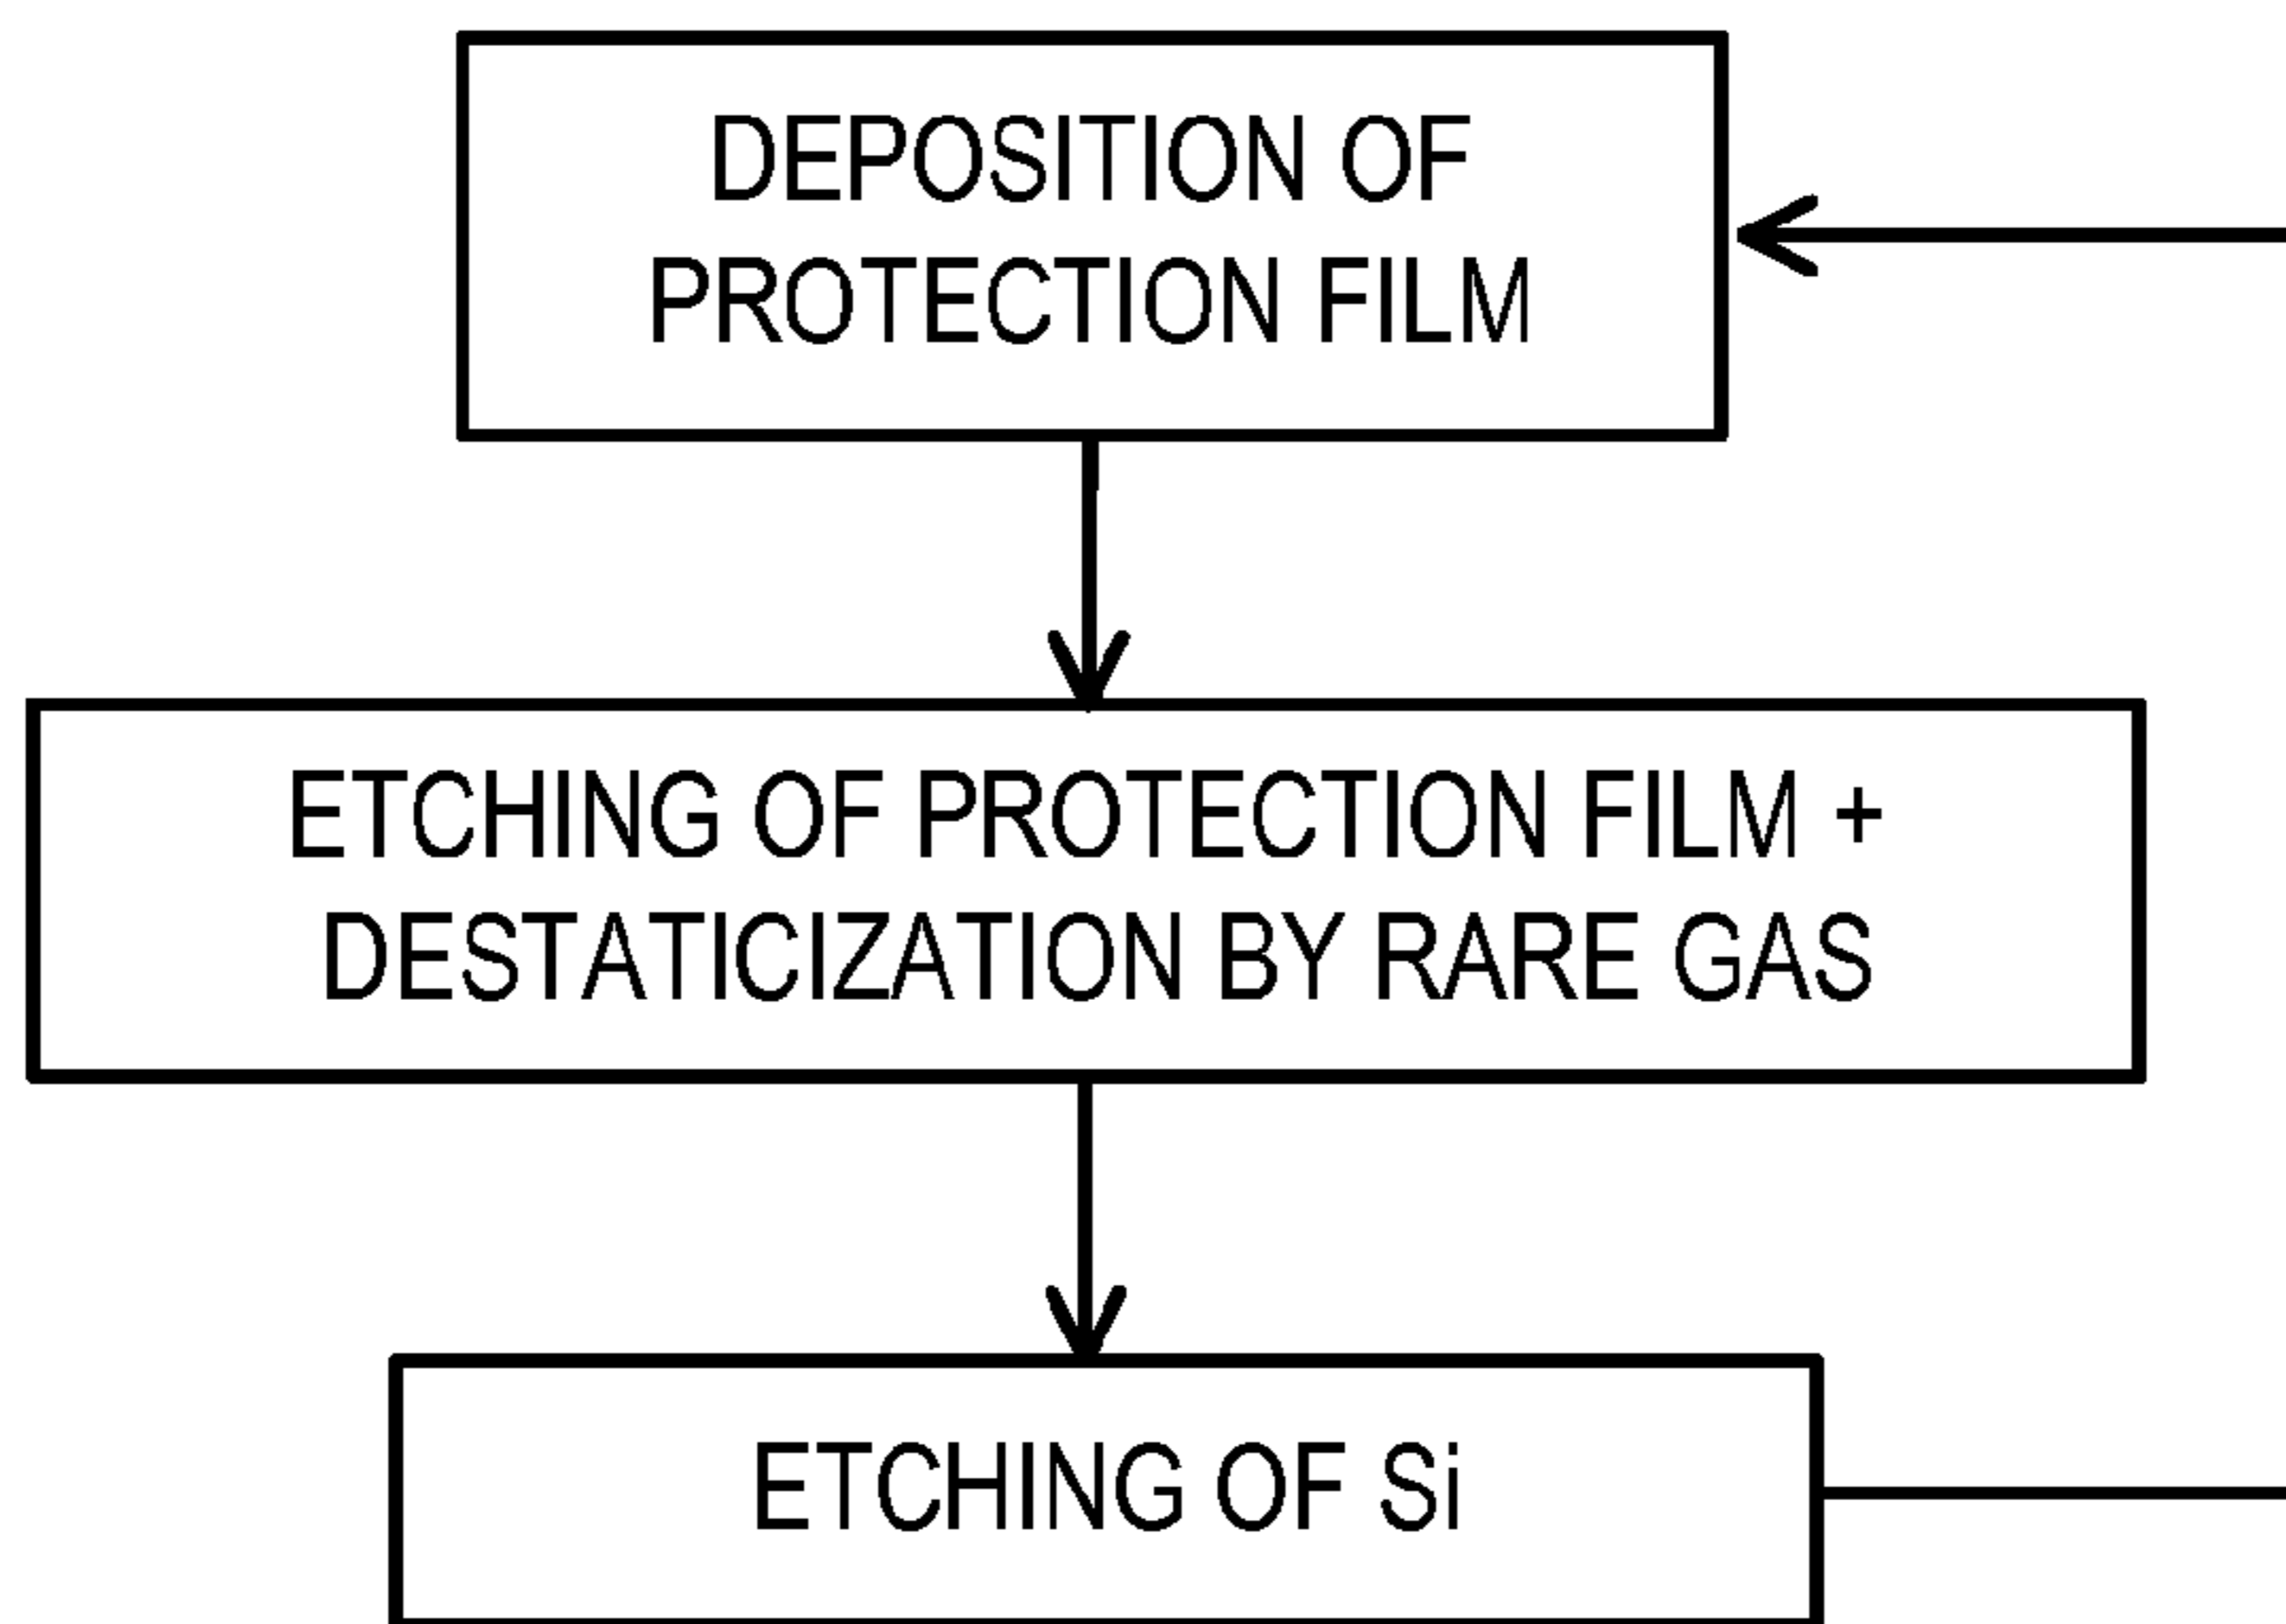 DEPOSITION OF
PROTECTION FILM
ETCHING OF PROTECTION FILM +
DESTATICIZATION BY RARE GAS
ETCHING OF Si